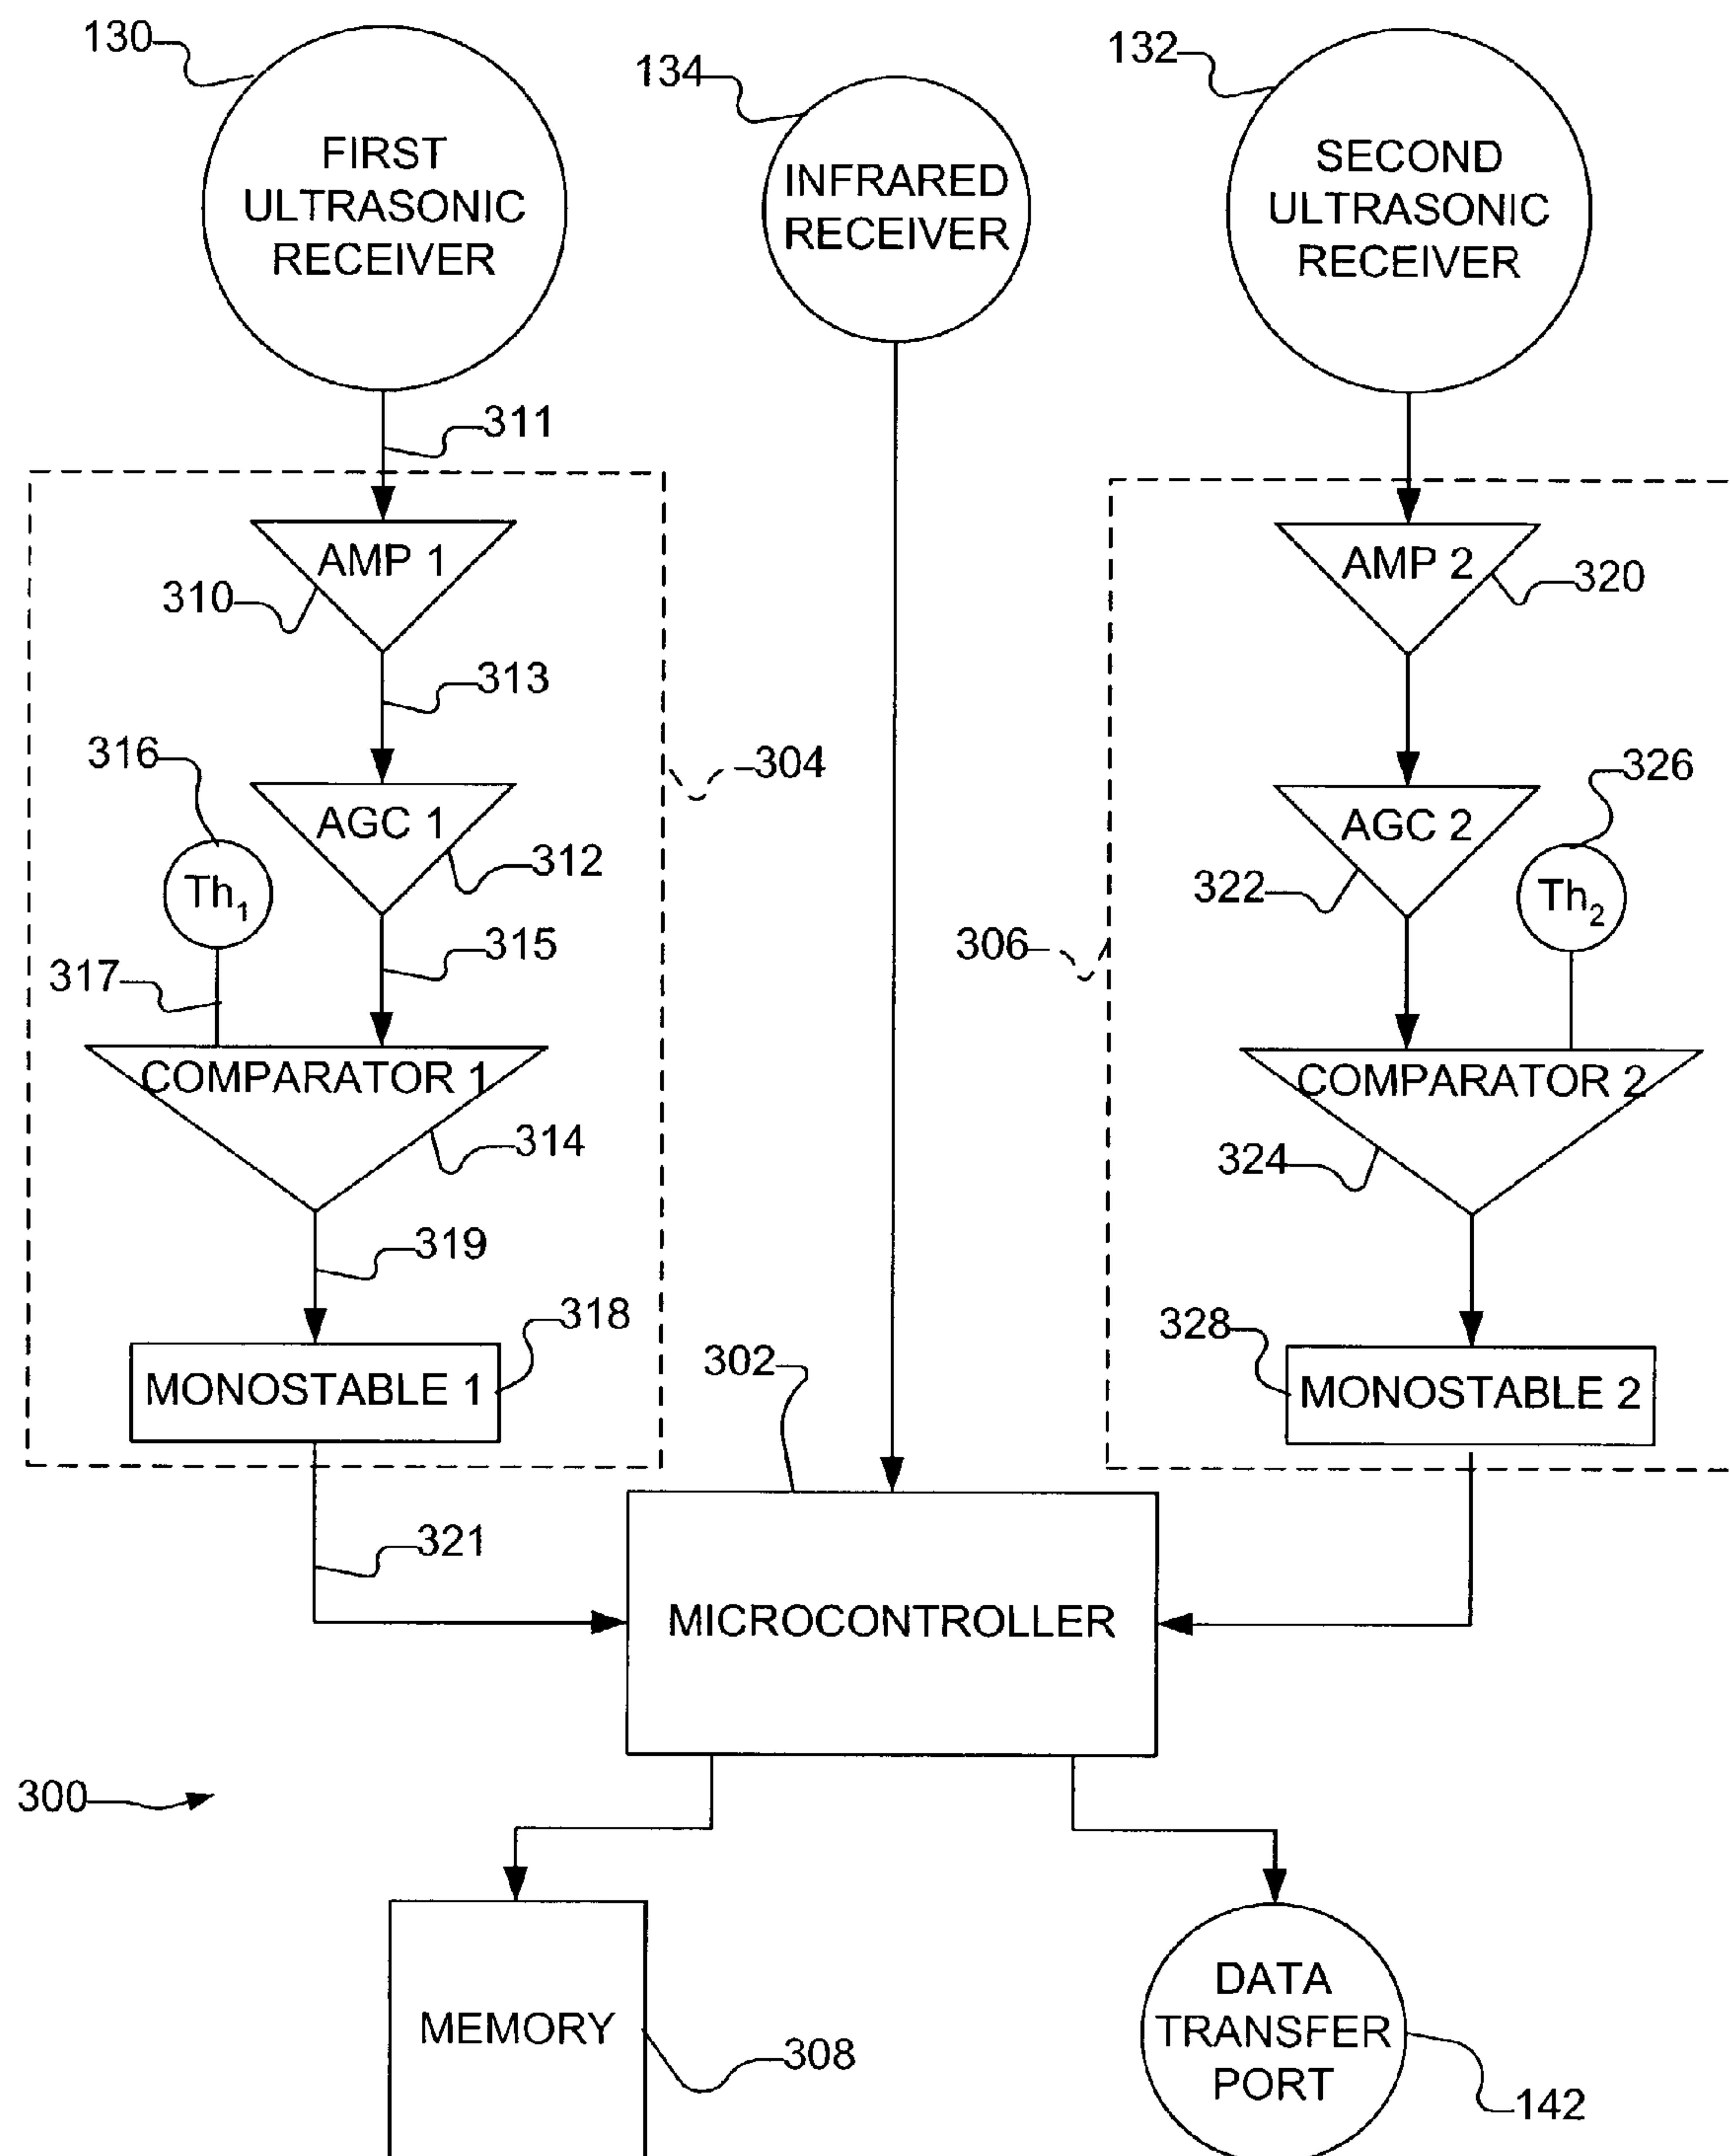 130
134
132
FIRST
ULTRASONIC
RECEIVER
INFRARED
RECEIVER
SECOND
ULTRASONIC
RECEIVER
311
AMP 1
310
313
AMP 2
320
316
304
AGC 1
312
Th1
315
317
COMPARATOR 1
314
319
318
MONOSTABLE 1
321
AGC 2
326
322
Th2
306
COMPARATOR 2
324
328
MONOSTABLE 2
302
MICROCONTROLLER
300
MEMORY
308
DATA
TRANSFER
PORT
142